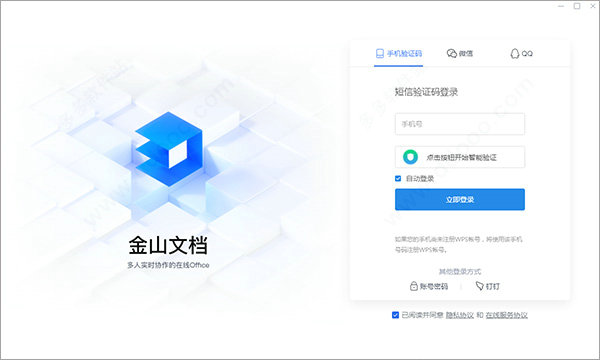 手机验证码
微信
QQ
短信验证码登录
手机号
点击按钮开始智能验证
自动登录
立即登录
如果您的手机尚未注册WPS帐号，将使用该手机
号码注册WPS帐号。
其他登录方式
账号密码
钉钉
已阅读并同意 隐私协议 和 在线服务协议
金山文档
多人实时协作的在线Office